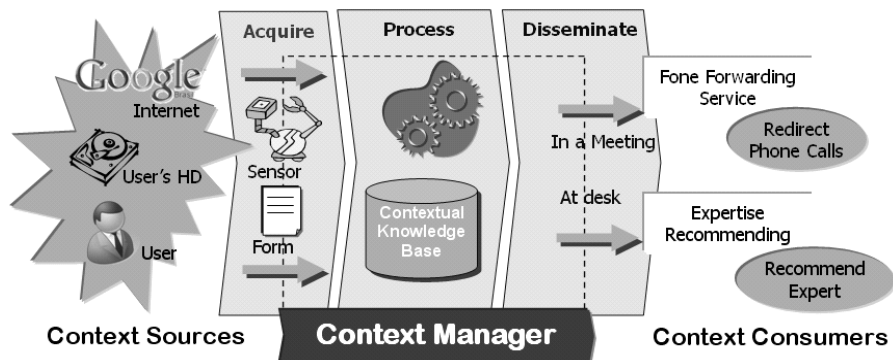 Acquire
Process
Disseminate
Google
Internet
User's HD
User
Sensor
Form
Contextual
Knowledge
Base
In a Meeting
At desk
Fone Forwarding
Service
Redirect
Phone Calls
Expertise
Recommending
Recommend
Expert
Context Sources
Context Manager
Context Consumers